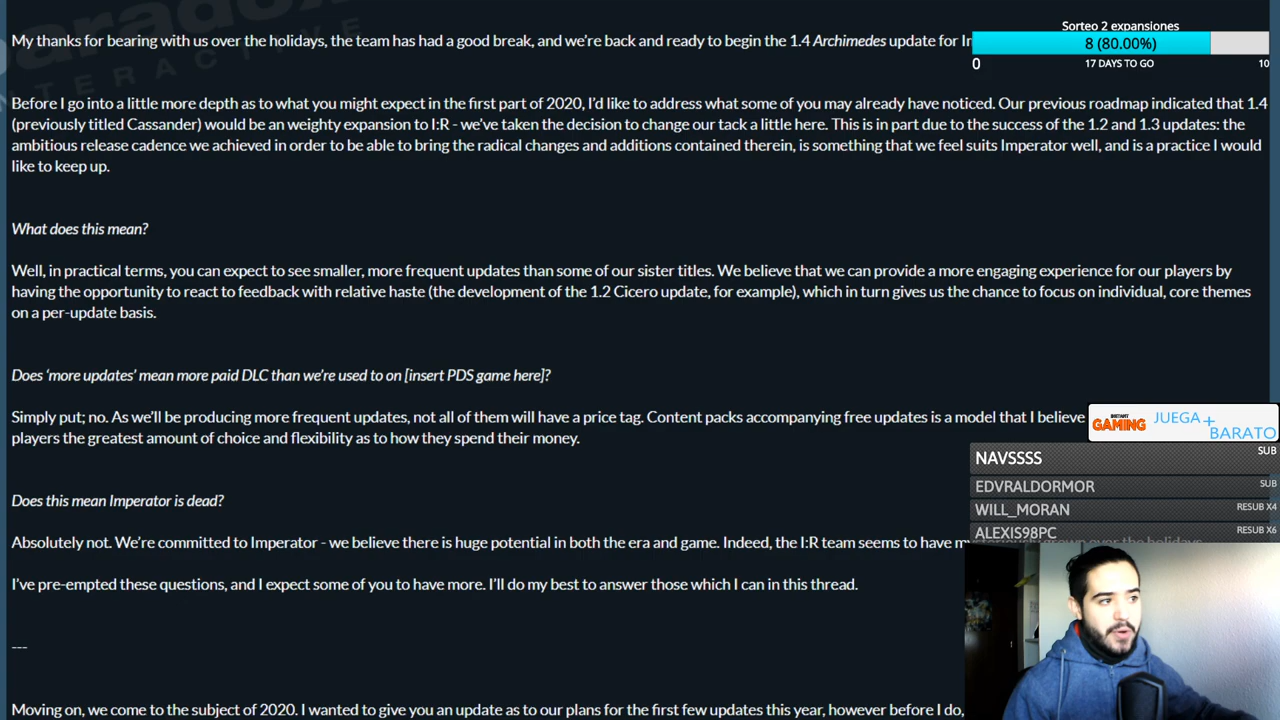 paradox
INTERACTIVE
My thanks for bearing with us over the holidays, the team has had a good break, and we're back and ready to begin the 1.4 Archimedes update for
Sorteo 2 expansiones
8 (80.00%)
0 17 DAYS TO GO 10
Before I go into a little more depth as to what you might expect in the first part of 2020, I'd like to address what some of you may already have noticed. Our previous roadmap indicated that 1.4
(previously titled Cassander) would be an weighty expansion to I:R - we've taken the decision to change our tack a little here. This is in part due to the success of the 1.2 and 1.3 updates: the
ambitious release cadence we achieved in order to be able to bring the radical changes and additions contained therein, is something that we feel suits Imperator well, and is a practice I would
like to keep up.
What does this mean?
Well, in practical terms, you can expect to see smaller, more frequent updates than some of our sister titles. We believe that we can provide a more engaging experience for our players by
having the opportunity to react to feedback with relative haste (the development of the 1.2 Cicero update, for example), which in turn gives us the chance to focus on individual, core themes
on a per-update basis.
Does 'more updates' mean more paid DLC than we're used to on [insert PDS game here]?
Simply put; no. As we'll be producing more frequent updates, not all of them will have a price tag. Content packs accompanying free updates is a model that I believe
players the greatest amount of choice and flexibility as to how they spend their money.
INSTANT
GAMING
JUEGA +
BARATO
NAVSSSS SUB
EDVRALDORMOR SUB
WILL_MORAN RESUB X4
ALEXIS98PC RESUB X6
Does this mean Imperator is dead?
Absolutely not. We're committed to Imperator - we believe there is huge potential in both the era and game. Indeed, the I:R team seems to have mysteriously grown over the holidays.
I've pre-empted these questions, and I expect some of you to have more. I'll do my best to answer those which I can in this thread.
---
Moving on, we come to the subject of 2020. I wanted to give you an update as to our plans for the first few updates this year, however before I do,